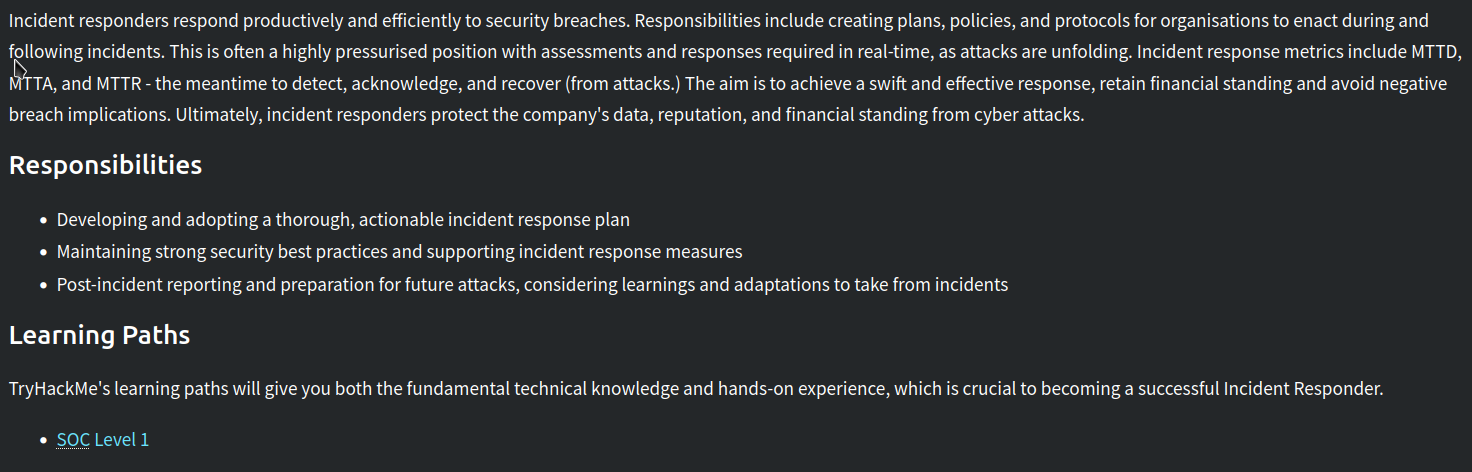 Incident responders respond productively and efficiently to security breaches. Responsibilities include creating plans, policies, and protocols for organisations to enact during and
following incidents. This is often a highly pressurised position with assessments and responses required in real-time, as attacks are unfolding. Incident response metrics include MTTD,
MTTA, and MTTR - the meantime to detect, acknowledge, and recover (from attacks.) The aim is to achieve a swift and effective response, retain financial standing and avoid negative
breach implications. Ultimately, incident responders protect the company's data, reputation, and financial standing from cyber attacks.
Responsibilities
• Developing and adopting a thorough, actionable incident response plan
• Maintaining strong security best practices and supporting incident response measures
• Post-incident reporting and preparation for future attacks, considering learnings and adaptations to take from incidents
Learning Paths
TryHackMe's learning paths will give you both the fundamental technical knowledge and hands-on experience, which is crucial to becoming a successful Incident Responder.
• SOC Level 1